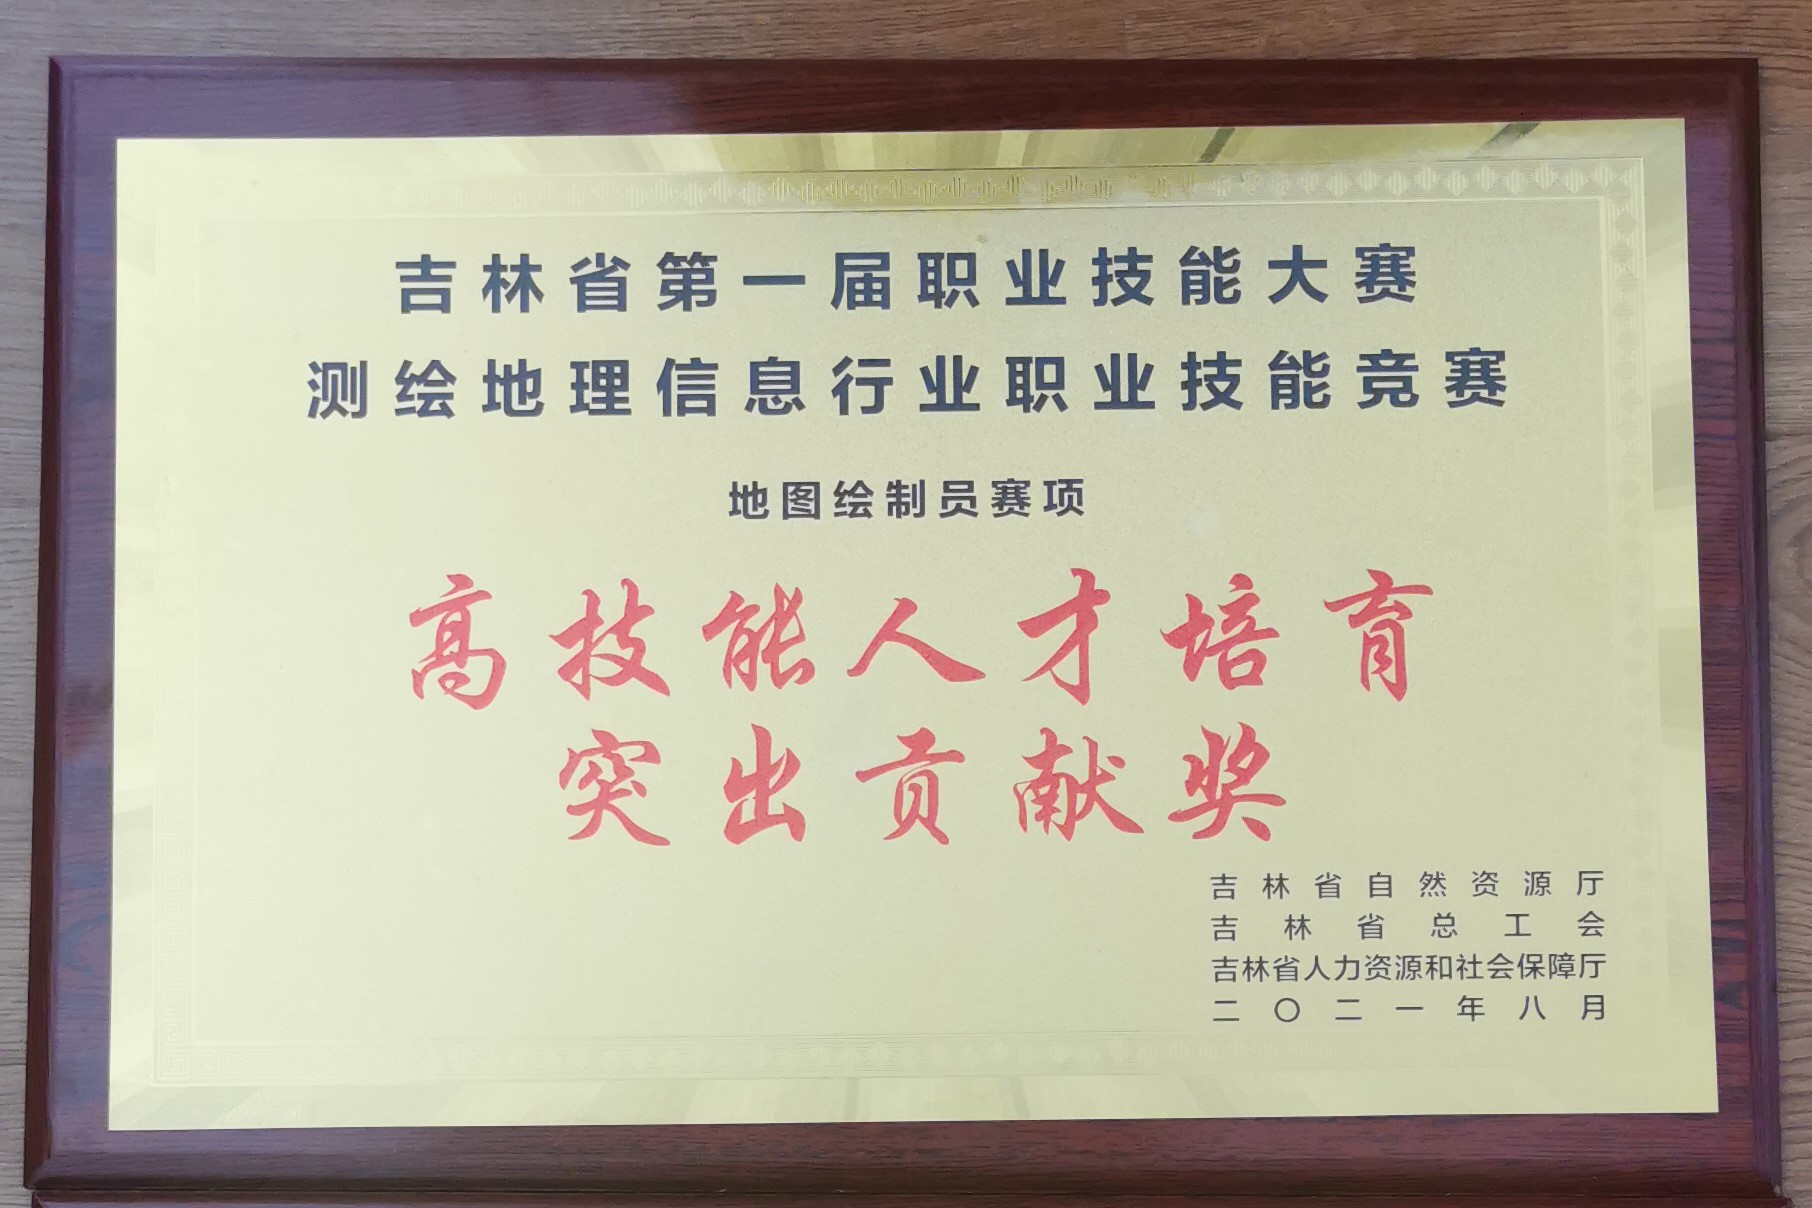 吉林省第一届职业技能大赛
测绘地理信息行业职业技能竞赛
地图绘制员赛项
高技能人才培育
突出贡献奖
吉林省自然资源厅
吉林省总工会
吉林省人力资源和社会保障厅
二〇二一年八月